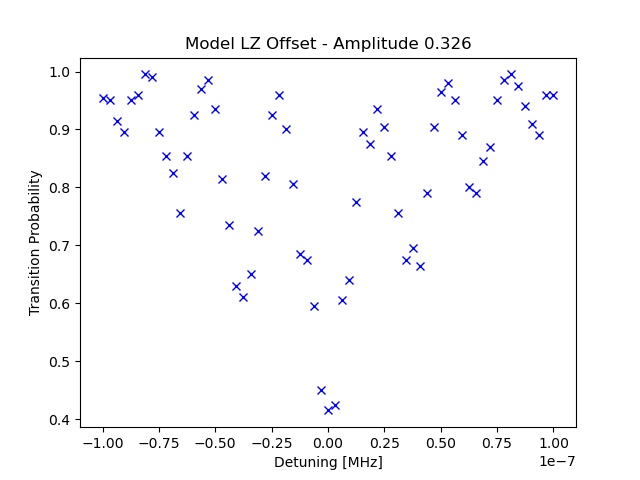 Model LZ Offset - Amplitude 0.326
Transition Probability
1.0
0.9
0.8
0.7
0.6
0.5
0.4
−1.00 −0.75 −0.50 −0.25 0.00 0.25 0.50 0.75 1.00
1e−7
Detuning [MHz]